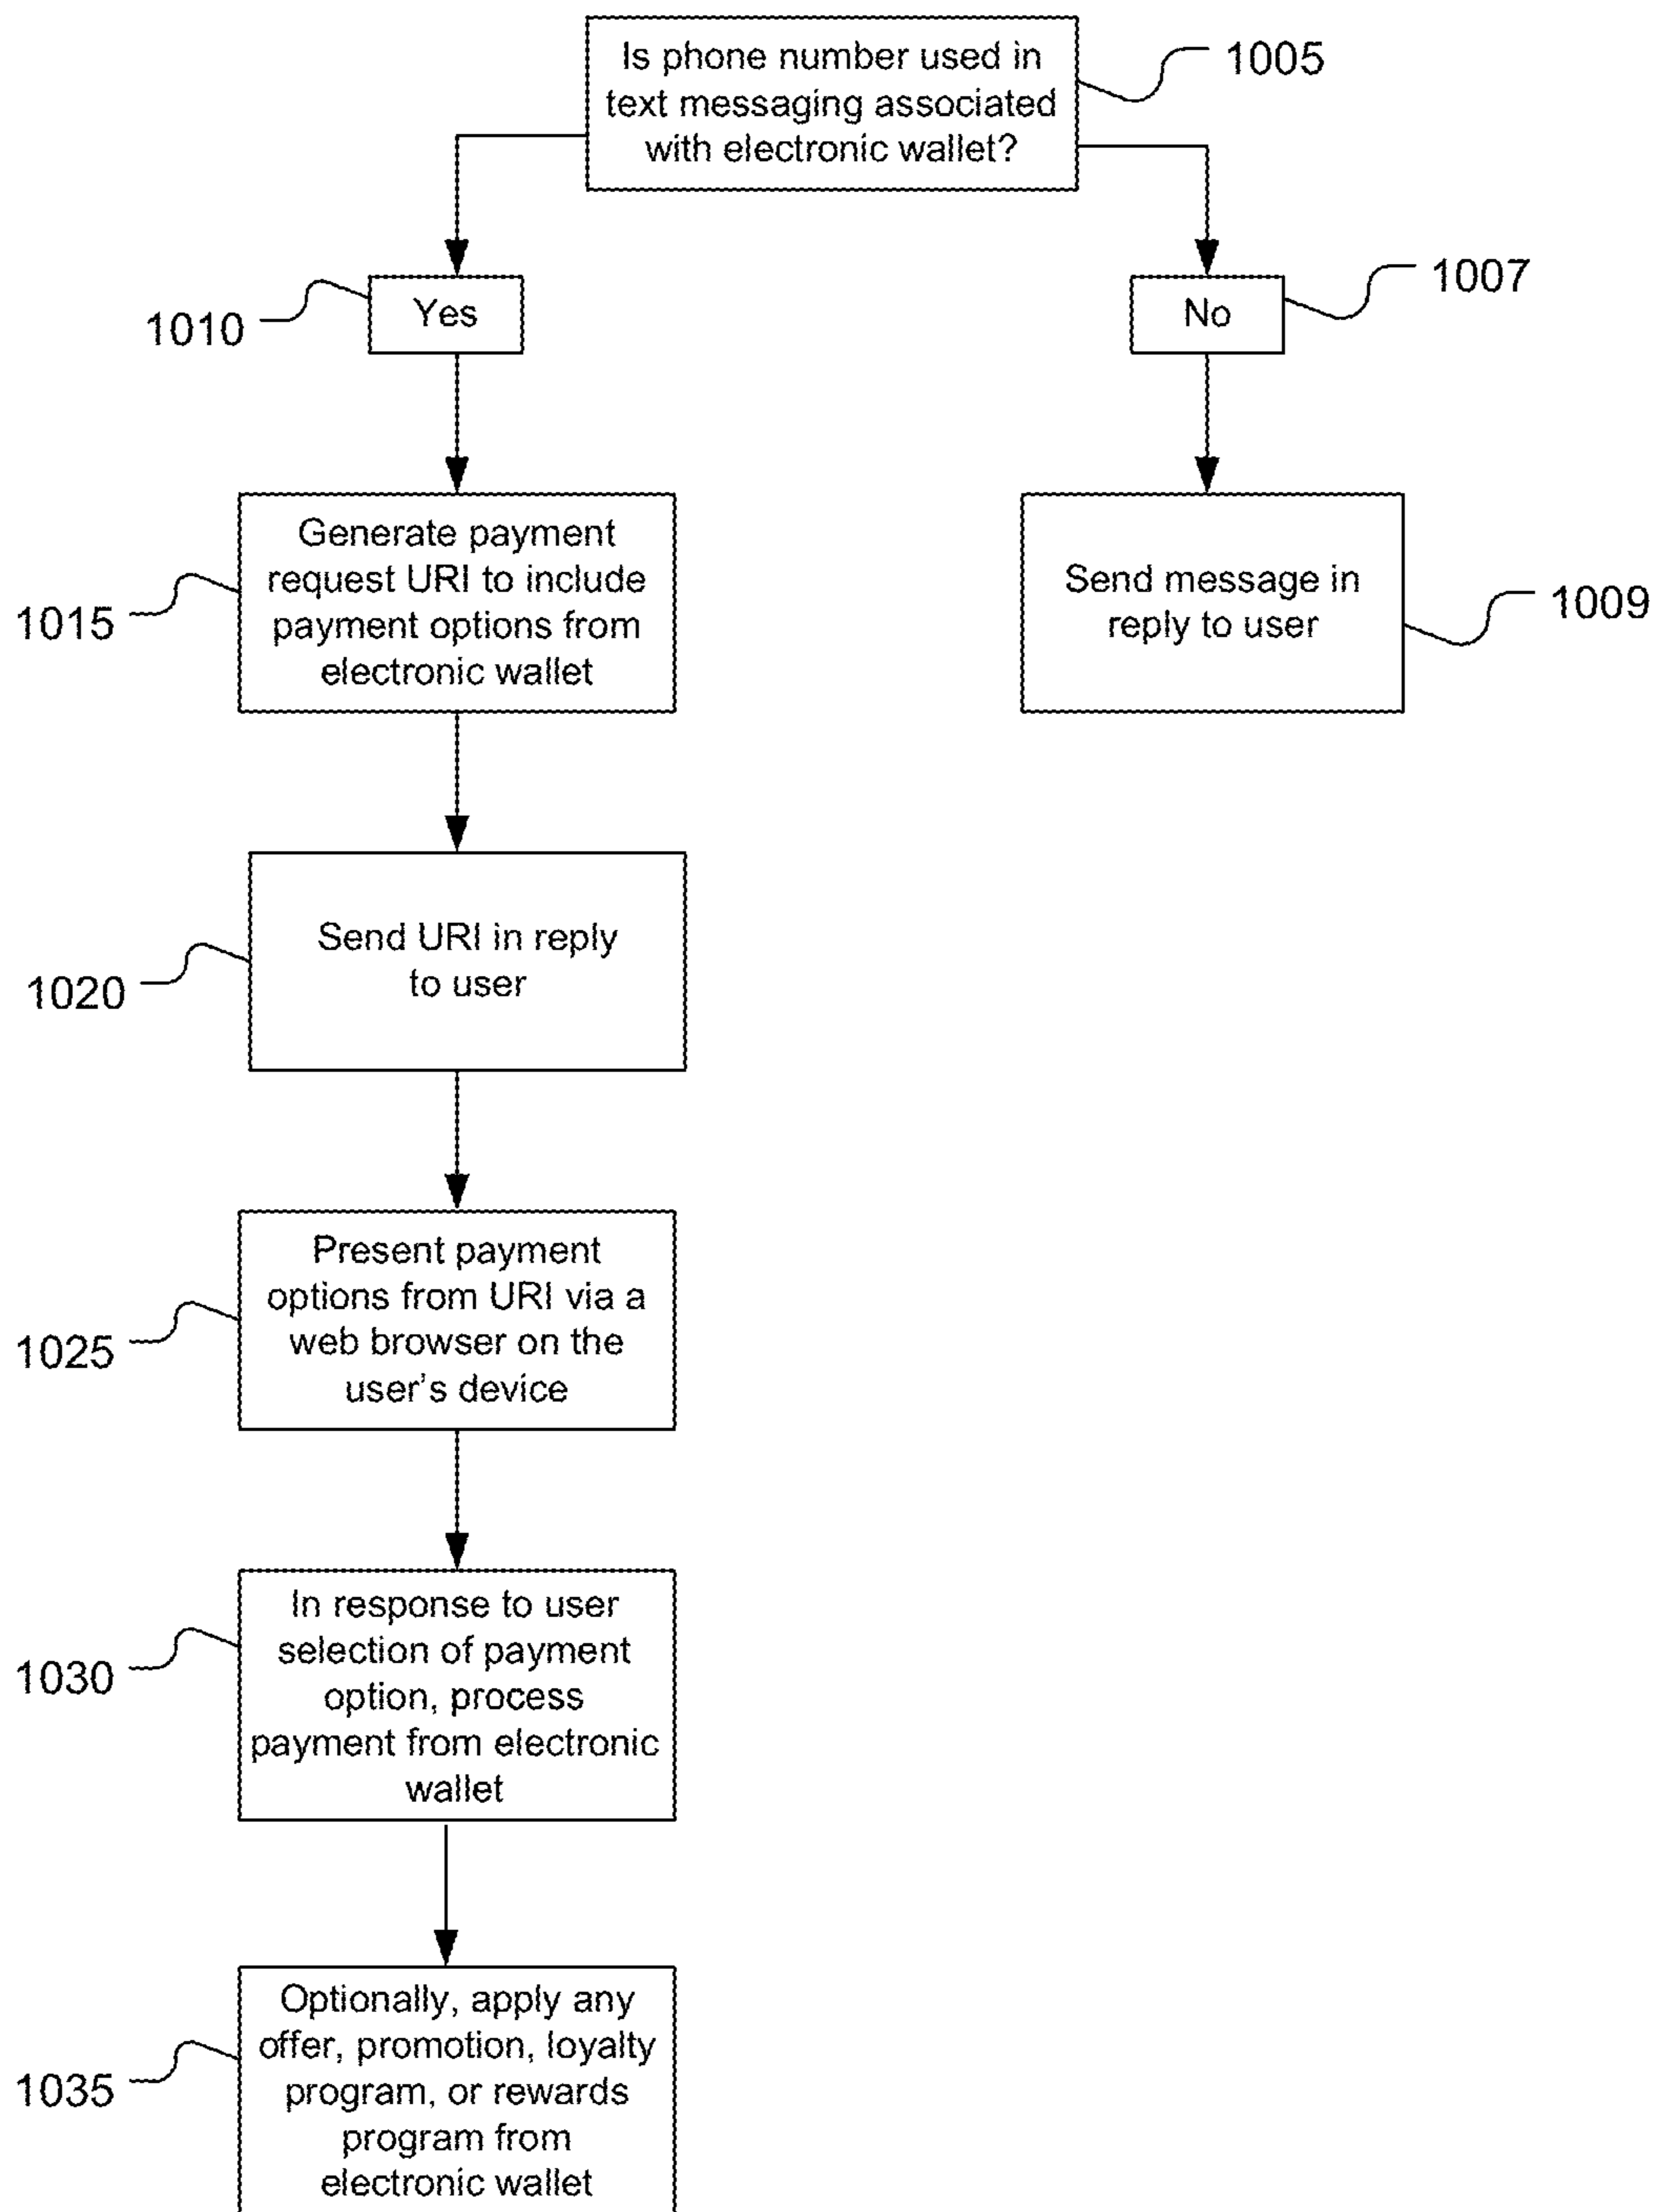 Is phone number used in
text messaging associated
with electronic wallet?
1005
1010
Yes
No
1007
1015
Generate payment
request URI to include
payment options from
electronic wallet
Send message in
reply to user
1009
1020
Send URI in reply
to user
1025
Present payment
options from URI via a
web browser on the
user's device
1030
In response to user
selection of payment
option, process
payment from electronic
wallet
1035
Optionally, apply any
offer, promotion, loyalty
program, or rewards
program from
electronic wallet